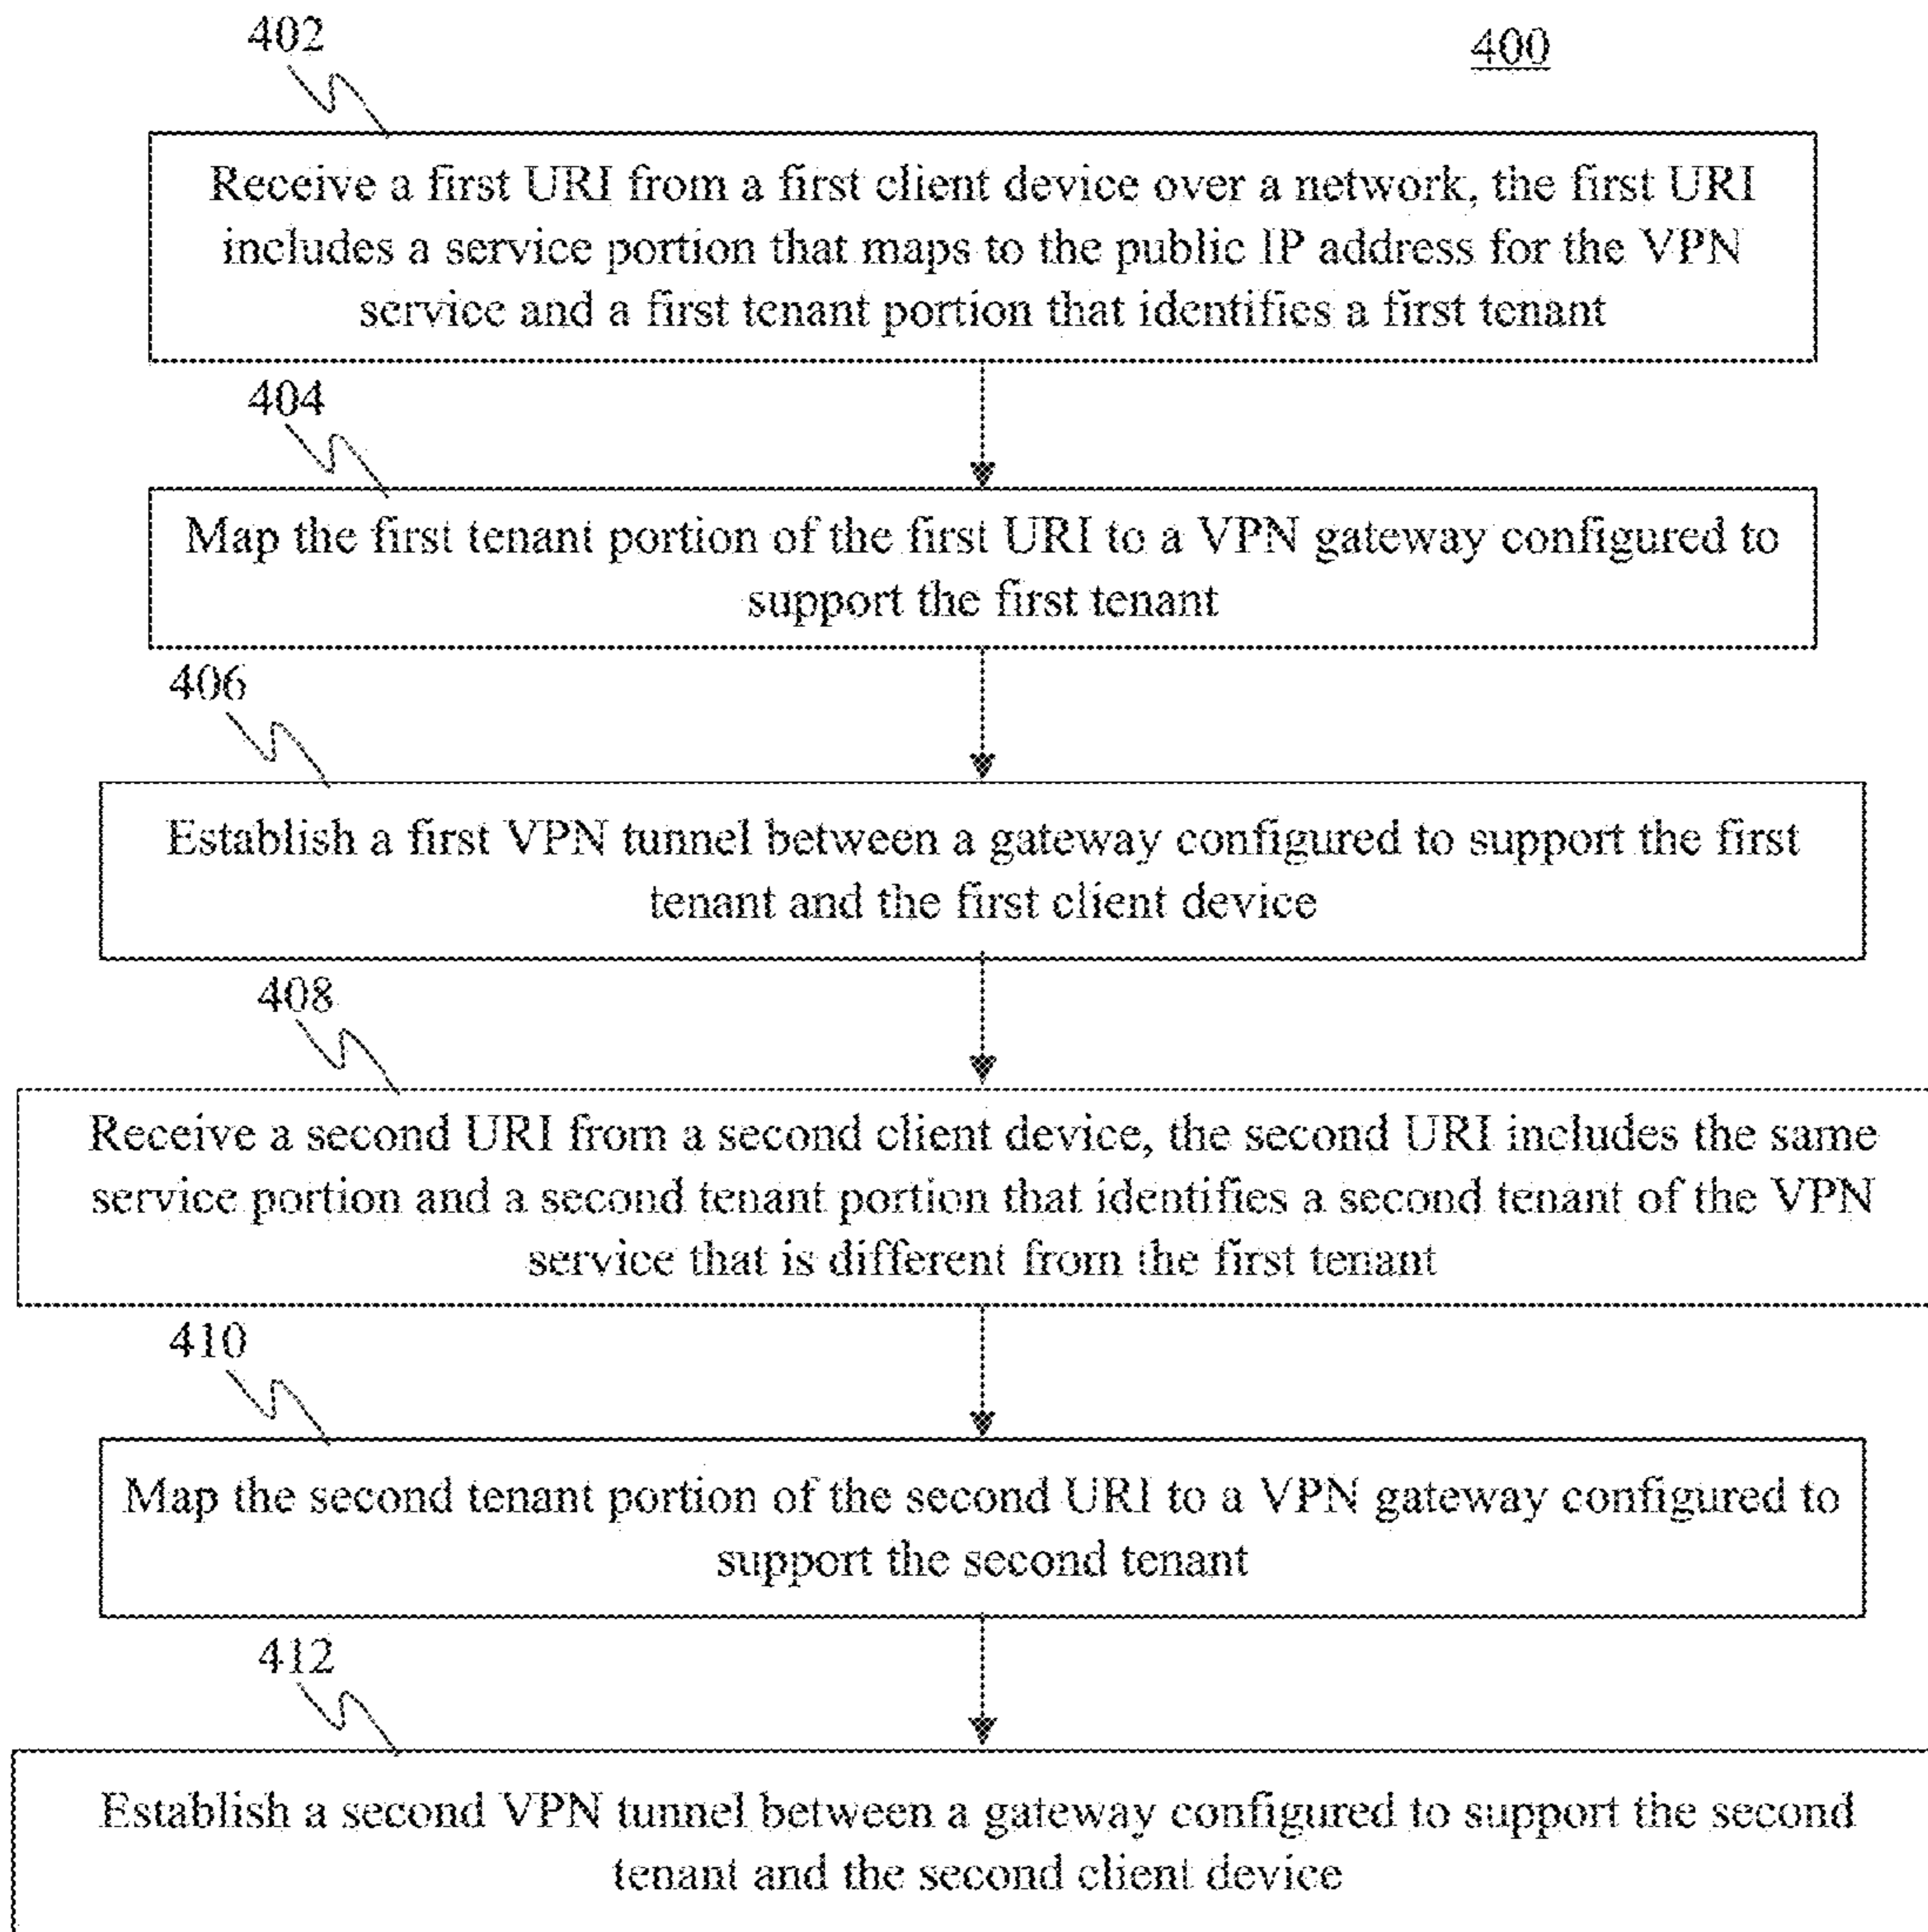 402
400
Receive a first URI from a first client device over a network, the first URI
includes a service portion that maps to the public IP address for the VPN
service and a first tenant portion that identifies a first tenant
404
Map the first tenant portion of the first URI to a VPN gateway configured to
support the first tenant
406
Establish a first VPN tunnel between a gateway configured to support the first
tenant and the first client device
408
Receive a second URI from a second client device, the second URI includes the same
service portion and a second tenant portion that identifies a second tenant of the VPN
service that is different from the first tenant
410
Map the second tenant portion of the second URI to a VPN gateway configured to
support the second tenant
412
Establish a second VPN tunnel between a gateway configured to support the second
tenant and the second client device